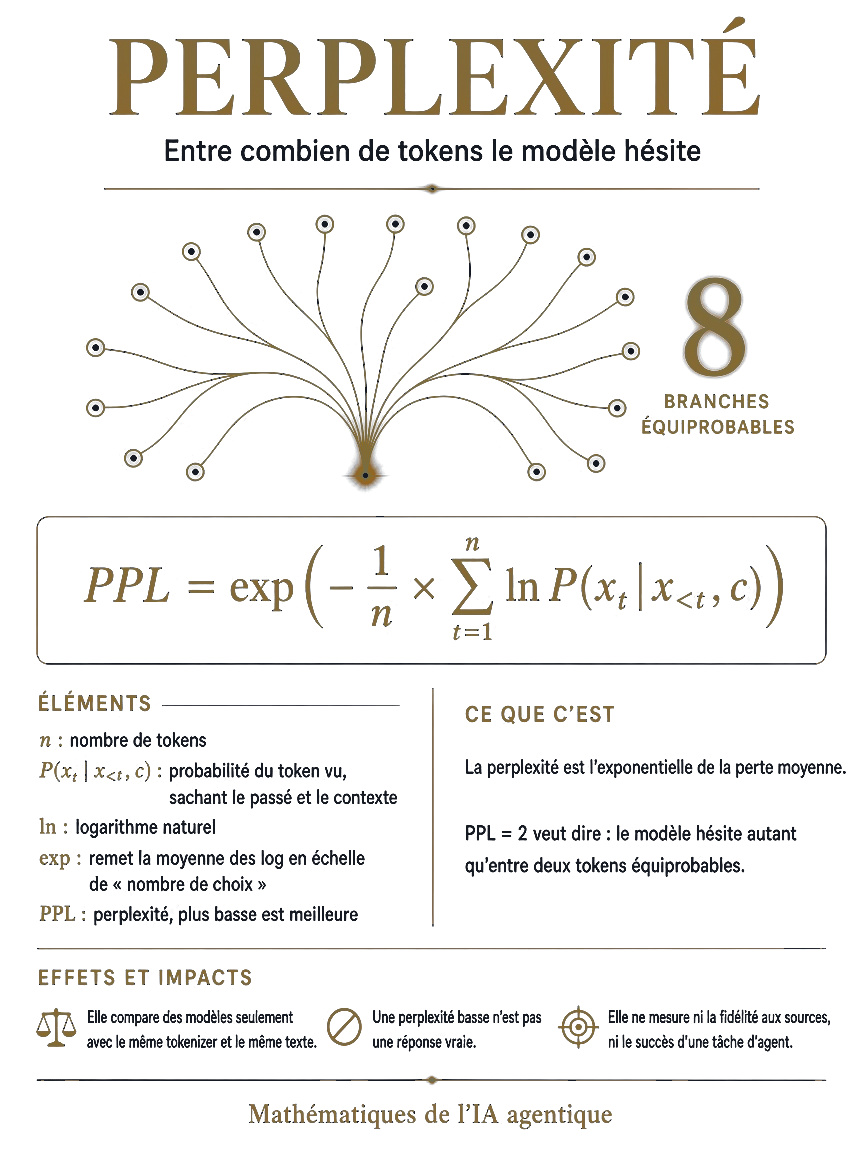 PERPLEXITÉ
Entre combien de tokens le modèle hésite
8
BRANCHES
ÉQUIPROBABLES
PPL = exp(− 1/n × ∑_{t=1}^{n} ln P(x_t | x_{<t}, c))
ÉLÉMENTS
n : nombre de tokens
P(x_t | x_{<t}, c) : probabilité du token vu,
sachant le passé et le contexte
ln : logarithme naturel
exp : remet la moyenne des log en échelle
de « nombre de choix »
PPL : perplexité, plus basse est meilleure
CE QUE C’EST
La perplexité est l’exponentielle de la perte moyenne.
PPL = 2 veut dire : le modèle hésite autant
qu’entre deux tokens équiprobables.
EFFETS ET IMPACTS
Elle compare des modèles seulement
avec le même tokenizer et le même texte.
Une perplexité basse n’est pas
une réponse vraie.
Elle ne mesure ni la fidélité aux sources,
ni le succès d’une tâche d’agent.
Mathématiques de l’IA agentique